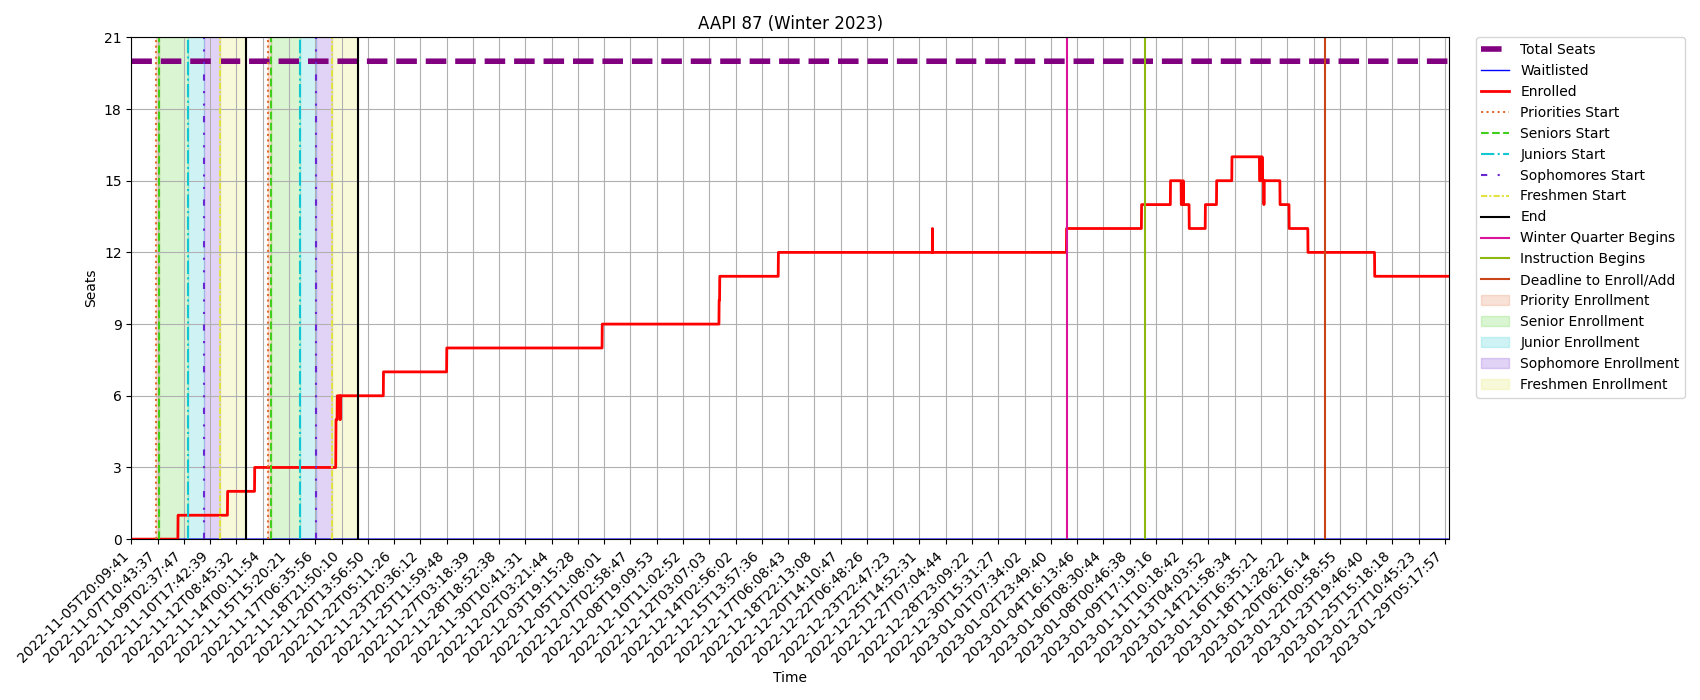 AAPI 87 (Winter 2023)
21
18
15
12
9
6
3
0
Seats
2022-11-05T20:09:41
2022-11-07T10:43:37
2022-11-09T02:37:47
2022-11-10T17:42:39
2022-11-12T08:45:32
2022-11-14T00:11:54
2022-11-15T15:20:21
2022-11-17T06:35:56
2022-11-18T21:50:10
2022-11-20T13:56:50
2022-11-22T05:11:26
2022-11-23T20:36:12
2022-11-25T11:59:48
2022-11-27T03:18:39
2022-11-28T18:52:38
2022-11-30T10:41:31
2022-12-02T03:21:44
2022-12-03T19:15:28
2022-12-05T11:08:01
2022-12-07T02:58:47
2022-12-08T19:09:53
2022-12-10T11:02:52
2022-12-12T03:07:03
2022-12-14T02:56:02
2022-12-15T13:57:36
2022-12-17T06:08:43
2022-12-18T22:13:08
2022-12-20T14:10:47
2022-12-22T06:48:26
2022-12-23T22:47:23
2022-12-25T14:52:31
2022-12-27T07:04:44
2022-12-28T23:09:22
2022-12-30T15:31:27
2023-01-01T07:34:02
2023-01-02T23:49:40
2023-01-04T16:13:46
2023-01-06T08:30:44
2023-01-08T00:46:38
2023-01-09T17:19:16
2023-01-11T10:18:42
2023-01-13T04:03:52
2023-01-14T21:58:34
2023-01-16T16:35:21
2023-01-18T11:28:22
2023-01-20T06:16:14
2023-01-22T00:58:55
2023-01-23T19:46:40
2023-01-25T15:18:18
2023-01-27T10:45:23
2023-01-29T05:17:57
Time
Total Seats
Waitlisted
Enrolled
Priorities Start
Seniors Start
Juniors Start
Sophomores Start
Freshmen Start
End
Winter Quarter Begins
Instruction Begins
Deadline to Enroll/Add
Priority Enrollment
Senior Enrollment
Junior Enrollment
Sophomore Enrollment
Freshmen Enrollment